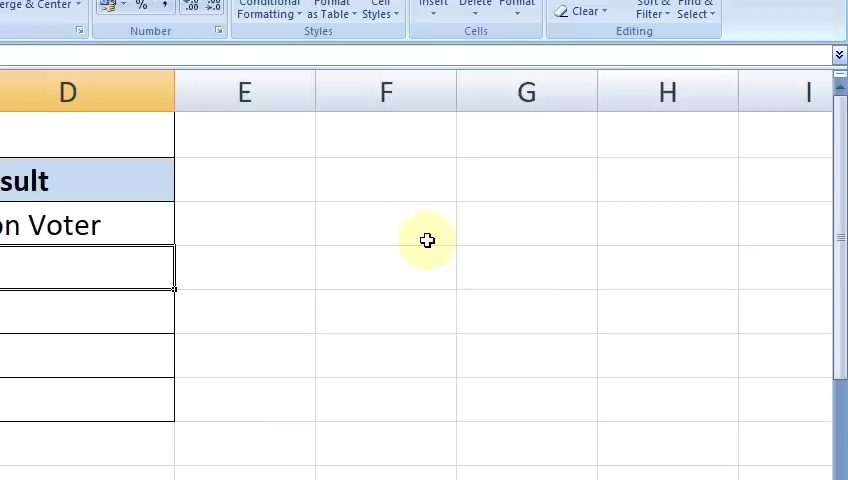 erge & Center
%
,
Conditional Formatting
Format as Table
Cell Styles
Insert
Delete
Format
Clear
Sort & Filter
Find & Select
Number
Styles
Cells
Editing
D
E
F
G
H
I
sult
on Voter